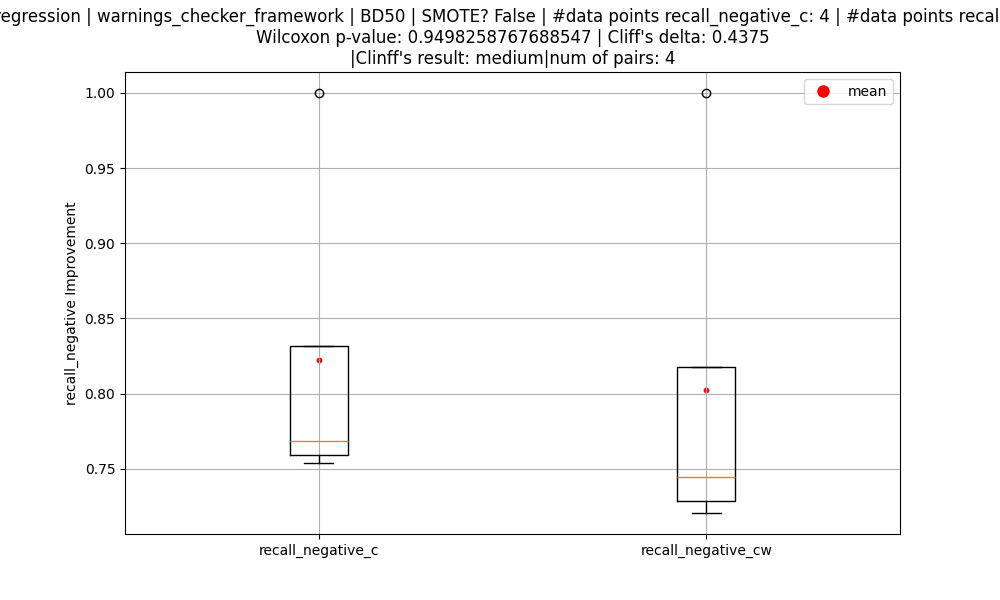 | warnings_checker_framework | BD50 | SMOTE? False | #data points recall_negative_c: 4 | #data points
Wilcoxon p-value: 0.9498258767688547 | Cliff's delta: 0.4375
|Clinff's result: medium|num of pairs: 4
mean
1.00
0.95
0.90
0.85
0.80
0.75
recall_negative Improvement
recall_negative_c
recall_negative_cw